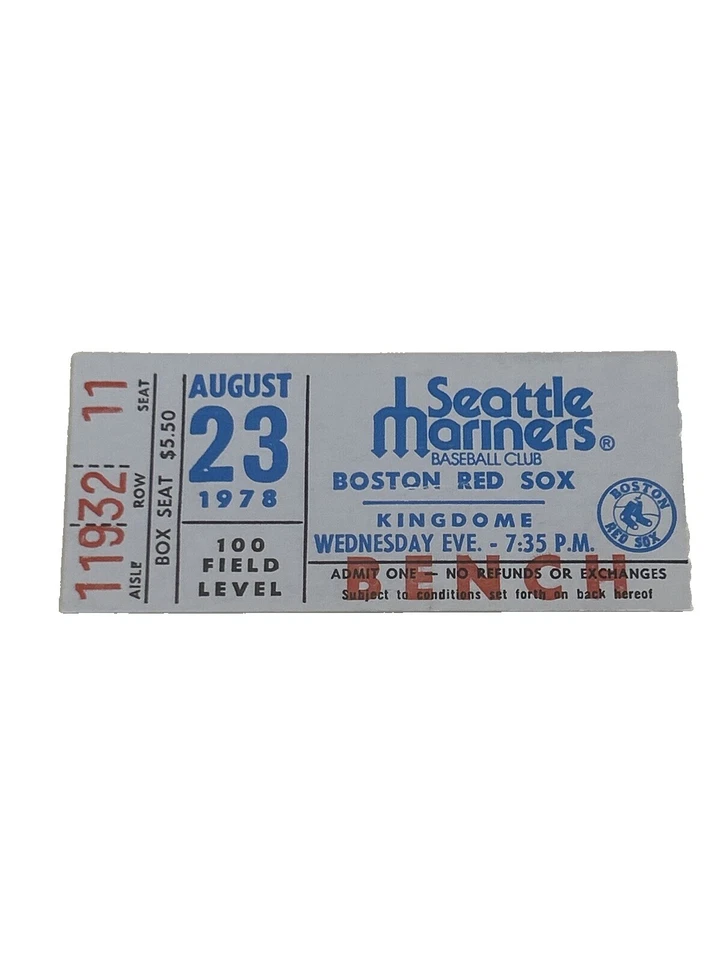 11
SEAT
32
ROW
119
AISLE
BOX SEAT $5.50
AUGUST
23
1978
100
FIELD
LEVEL
Seattle
Mariners®
BASEBALL CLUB
BOSTON RED SOX
KINGDOME
WEDNESDAY EVE. - 7:35 P.M.
BOSTON
RED SOX
BENCH
ADMIT ONE — NO REFUNDS OR EXCHANGES
Subject to conditions set forth on back hereof